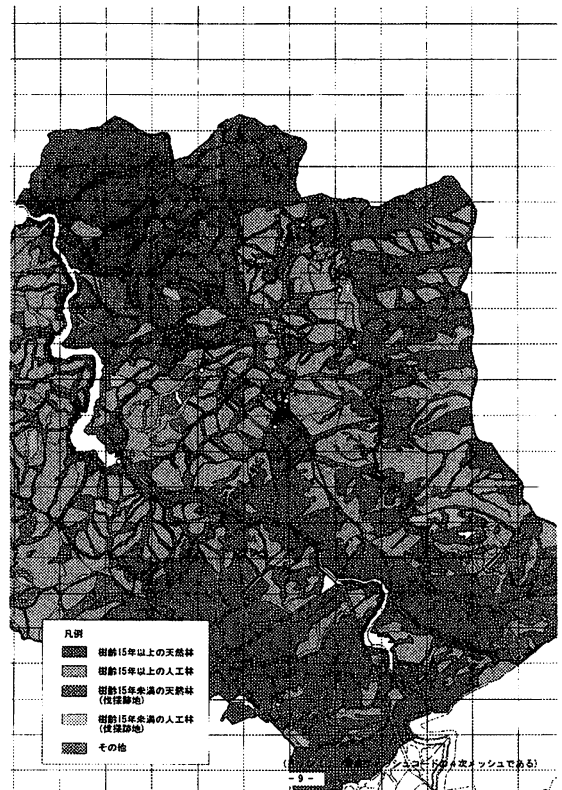 凡例
樹齢15年以上の天然林
樹齢15年以上の人工林
樹齢15年未満の天然林
(伐採跡地)
樹齢15年未満の人工林
(伐採跡地)
その他
シュコードの4次メッシュである)
- 9 -